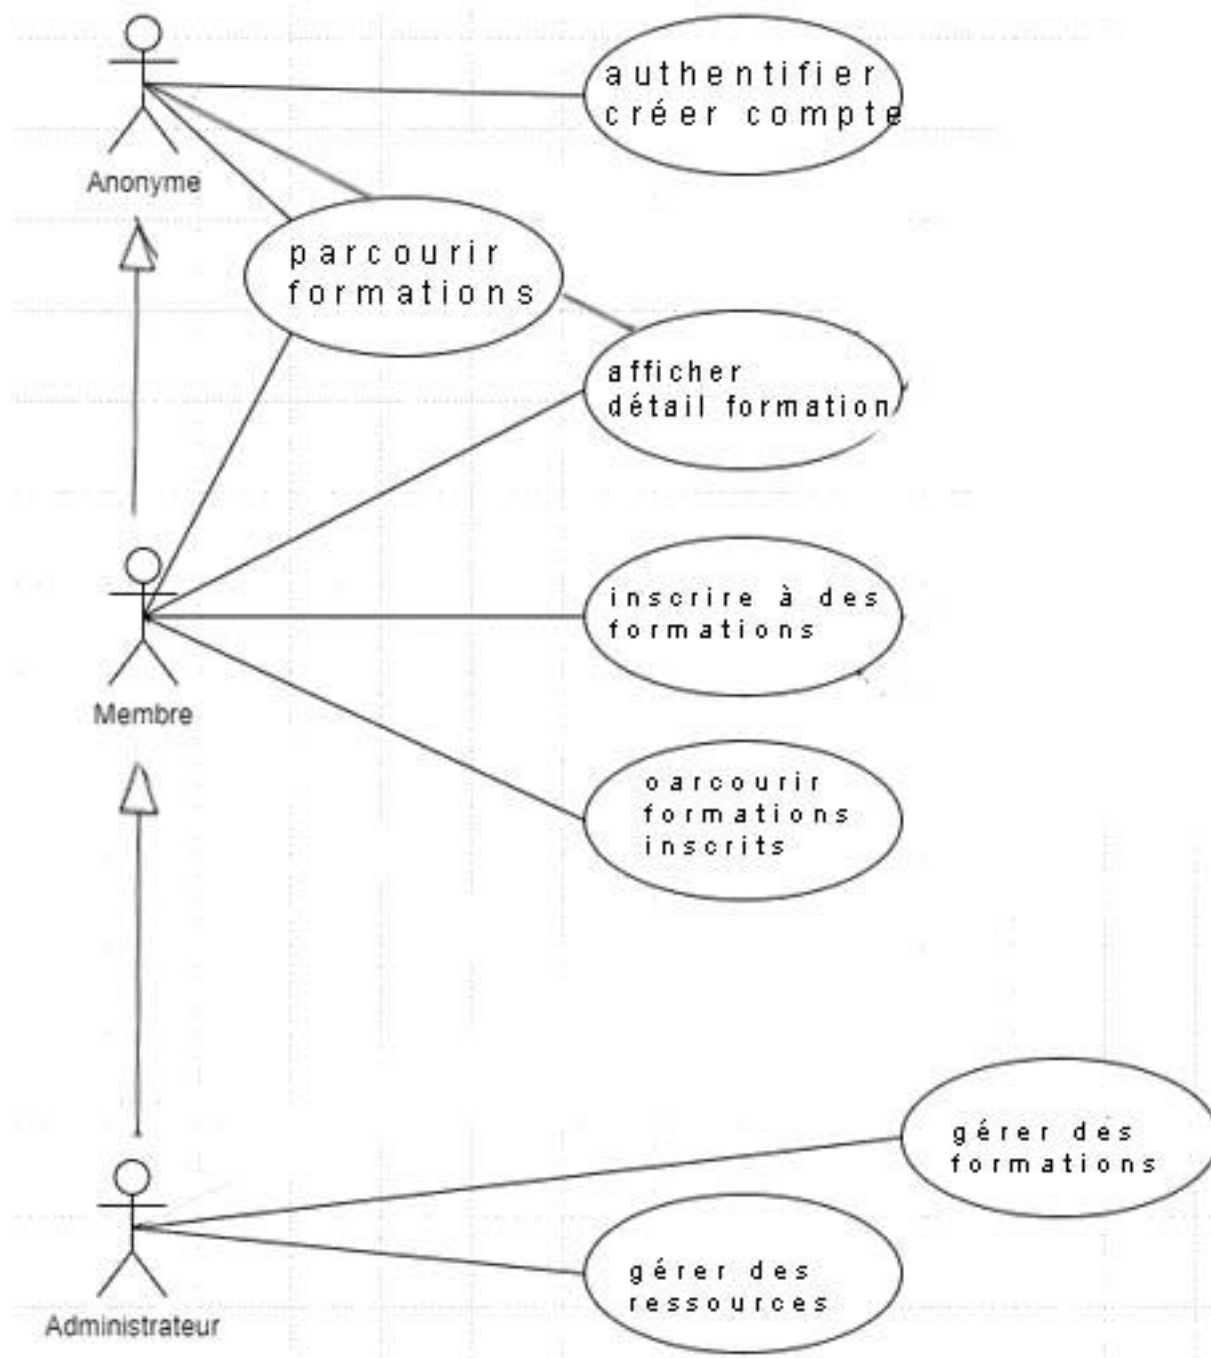 authentifier
créer compte
Anonyme
parcourir
formations
afficher
détail formation
inscrire à des
formations
Membre
oarcourir
formations
inscrits
gérer des
formations
gérer des
ressources
Administrateur